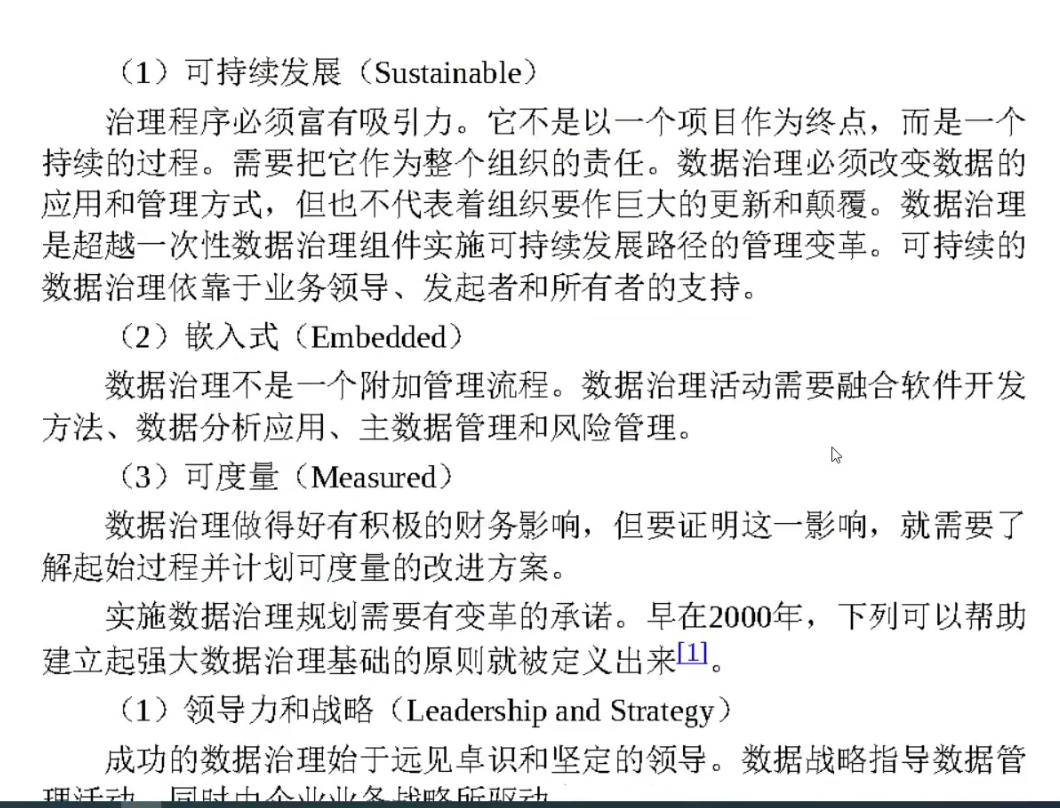 （1）可持续发展（Sustainable）
治理程序必须富有吸引力。它不是以一个项目作为终点，而是一个
持续的过程。需要把它作为整个组织的责任。数据治理必须改变数据的
应用和管理方式，但也不代表着组织要作巨大的更新和颠覆。数据治理
是超越一次性数据治理组件实施可持续发展路径的管理变革。可持续的
数据治理依靠于业务领导、发起者和所有者的支持。
（2）嵌入式（Embedded）
数据治理不是一个附加管理流程。数据治理活动需要融合软件开发
方法、数据分析应用、主数据管理和风险管理。
（3）可度量（Measured）
数据治理做得好有积极的财务影响，但要证明这一影响，就需要了
解起始过程并计划可度量的改进方案。
实施数据治理规划需要有变革的承诺。早在2000年，下列可以帮助
建立起强大数据治理基础的原则就被定义出来[1]。
（1）领导力和战略（Leadership and Strategy）
成功的数据治理始于远见卓识和坚定的领导。数据战略指导数据管
理活动，同时由企业业务战略所驱动。